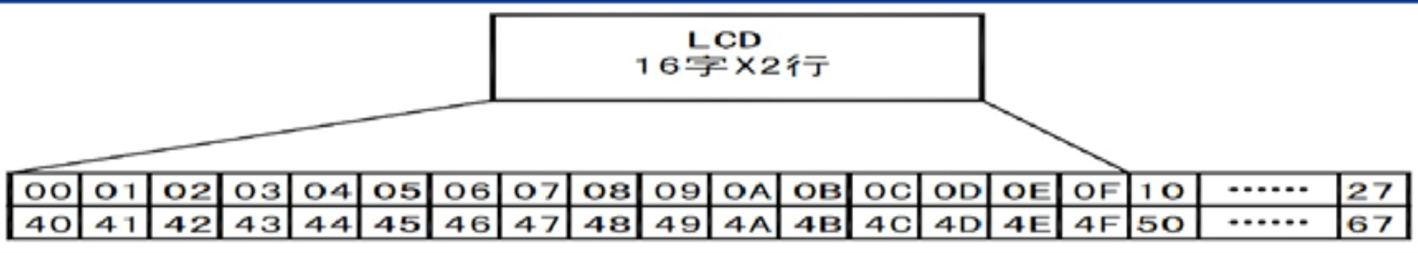 LCD
16字X2行
00 01 02 03 04 05 06 07 08 09 0A 0B 0C 0D 0E 0F 10 ...... 27
40 41 42 43 44 45 46 47 48 49 4A 4B 4C 4D 4E 4F 50 ...... 67